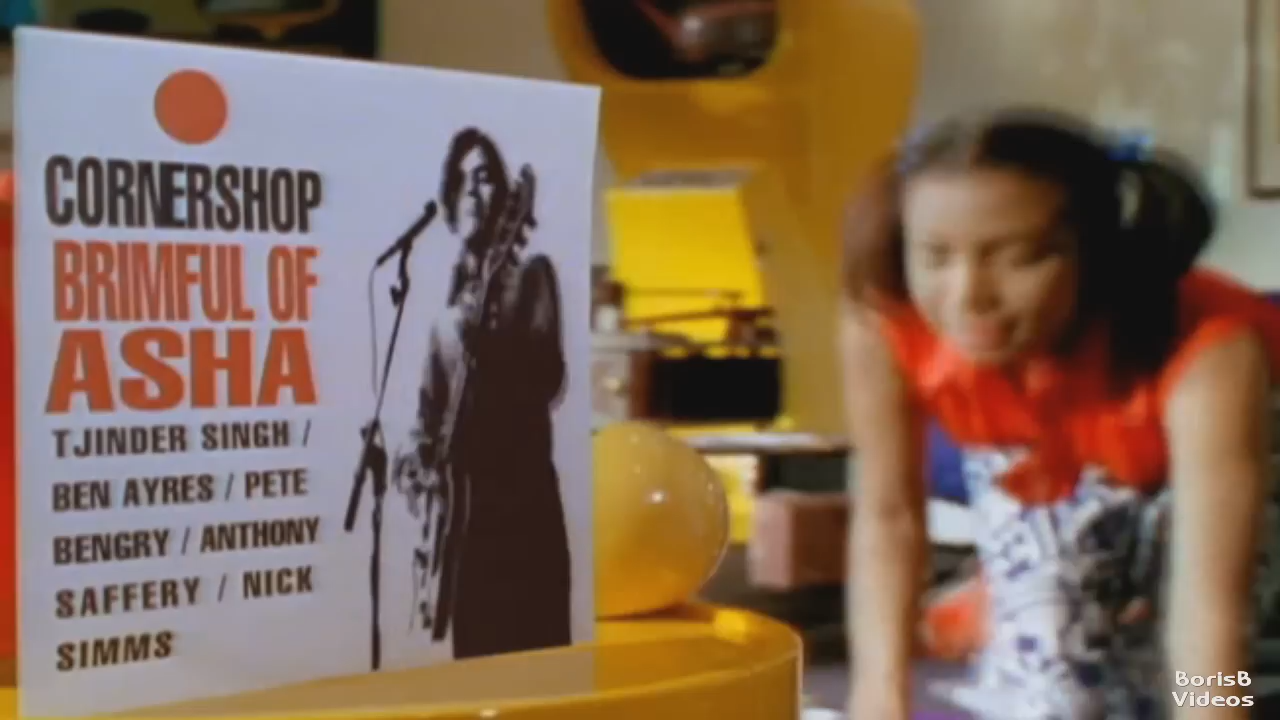 CORNERSHOP
BRIMFUL OF
ASHA
TJINDER SINGH /
BEN AYRES / PETE
BENGRY / ANTHONY
SAFFERY / NICK
SIMMS
BorisB
Videos